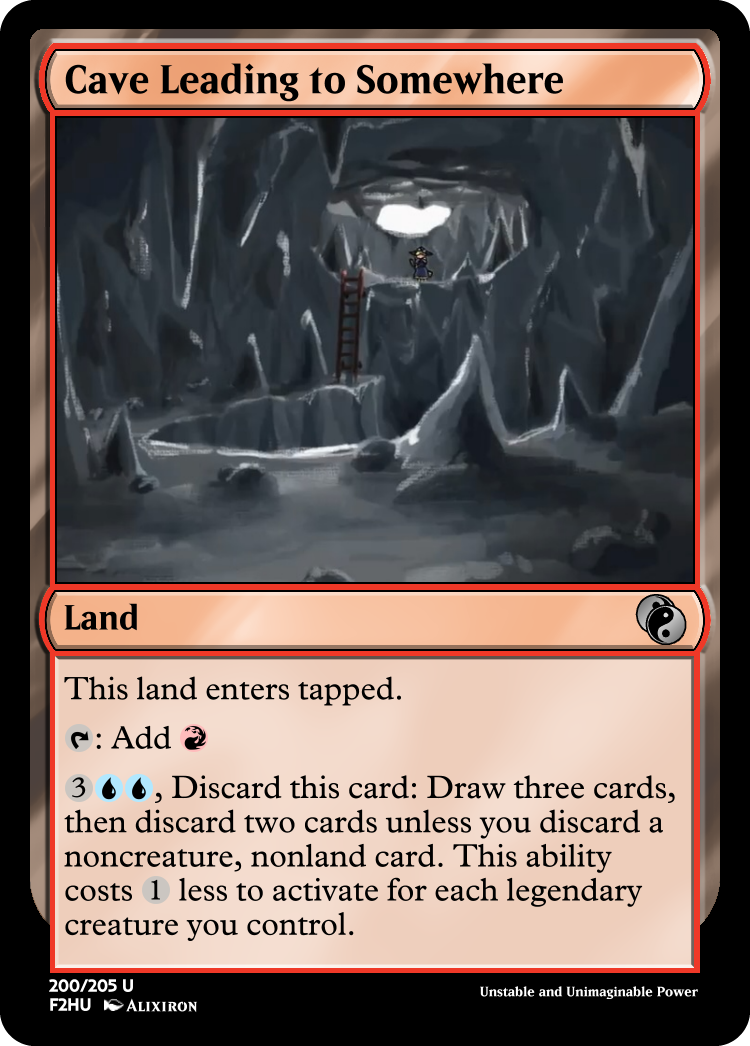 Cave Leading to Somewhere
Land
This land enters tapped.
: Add
3, Discard this card: Draw three cards,
then discard two cards unless you discard a
noncreature, nonland card. This ability
costs 1 less to activate for each legendary
creature you control.
200/205 U
F2HU ALIXIRON
Unstable and Unimaginable Power